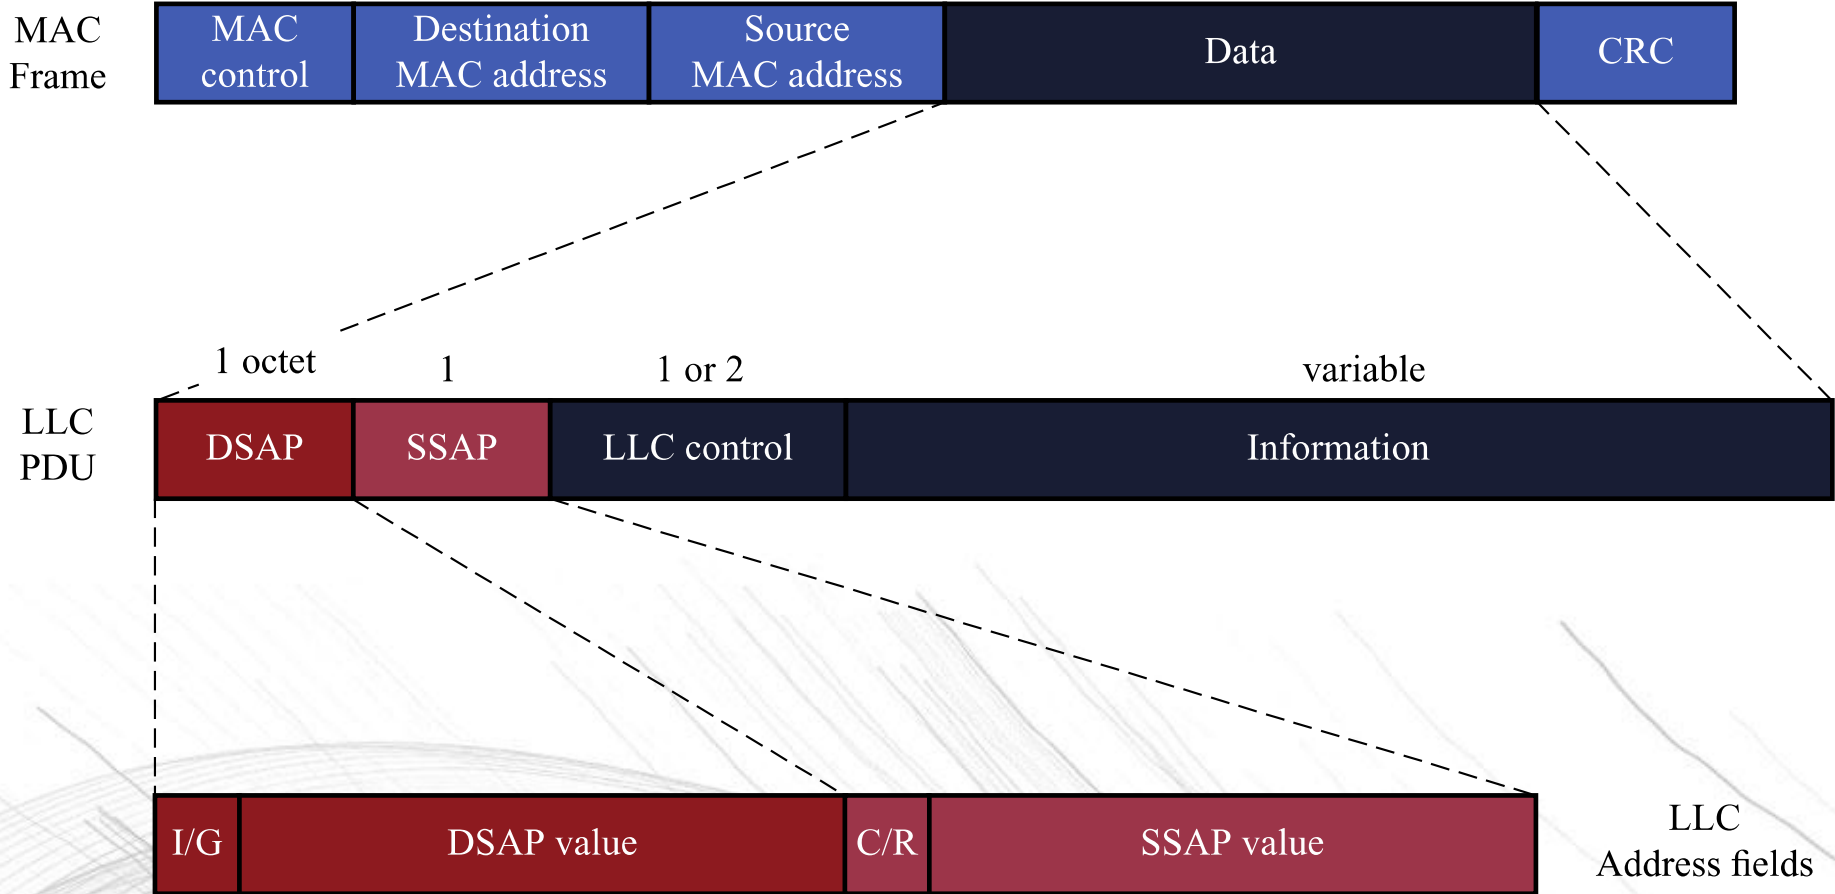 MAC
Frame
MAC
control
Destination
MAC address
Source
MAC address
Data
CRC
1 octet
1
1 or 2
variable
LLC
PDU
DSAP
SSAP
LLC control
Information
I/G
DSAP value
C/R
SSAP value
LLC
Address fields